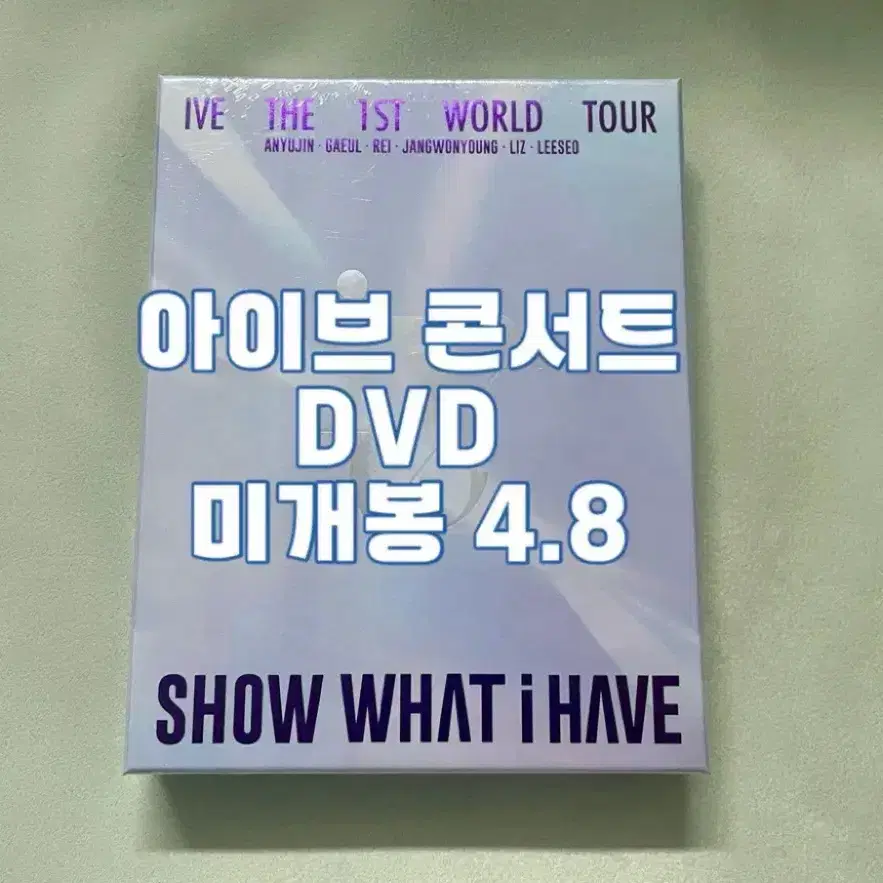 IVE THE 1ST WORLD TOUR
ANYUJIN · GAEUL · REI · JANGWONYOUNG · LIZ · LEESEO
아이브 콘서트
DVD
미개봉 4.8
SHOW WHAT i HAVE